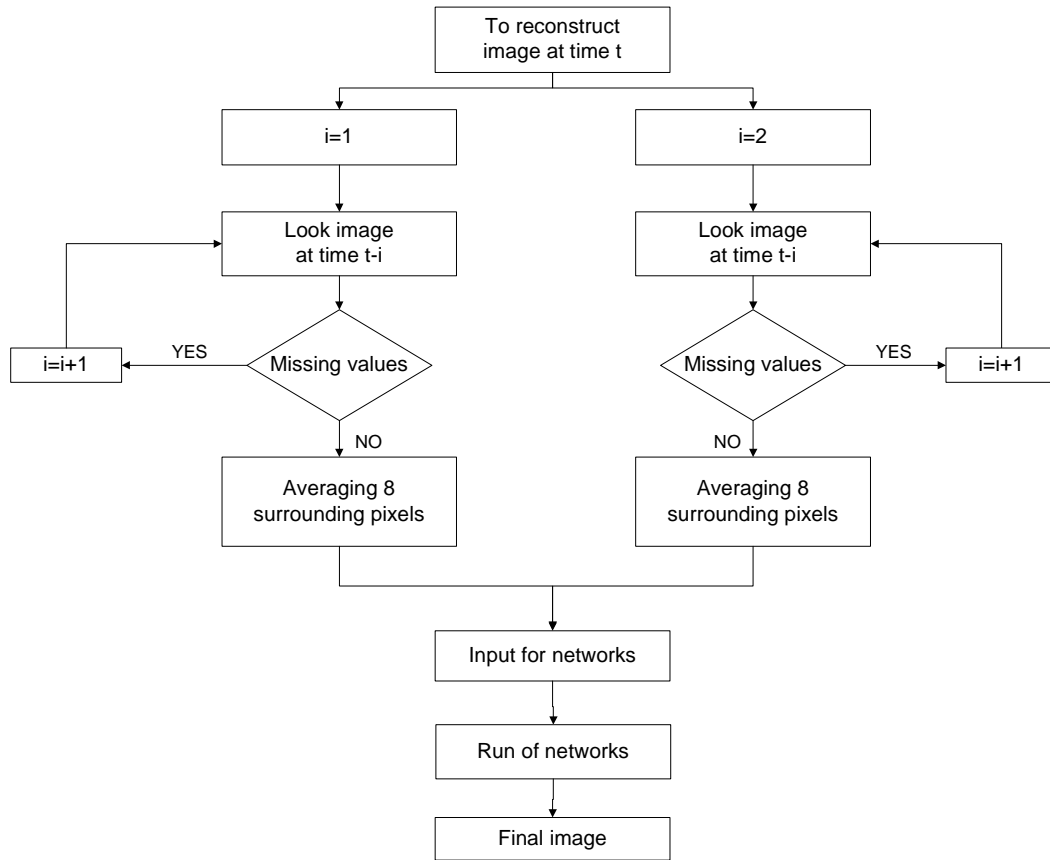 To reconstruct
image at time t
i=1
i=2
Look image
at time t-i
Look image
at time t-i
Missing values
YES
i=i+1
Missing values
YES
i=i+1
NO
NO
Averaging 8
surrounding pixels
Averaging 8
surrounding pixels
Input for networks
Run of networks
Final image